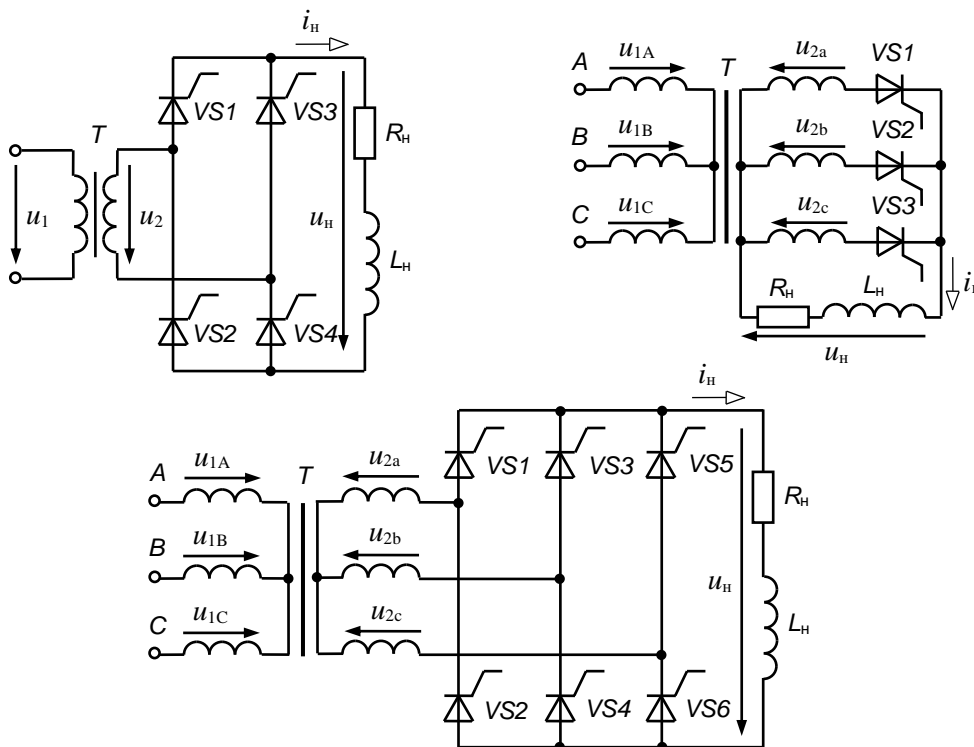 iн
T
u1
u2
VS1
VS3
VS2
VS4
uн
Rн
Lн
A
u1A
T
u2a
VS1
B
u1B
u2b
VS2
C
u1C
u2c
VS3
Rн
Lн
iн
uн
iн
A
u1A
T
u2a
VS1
VS3
VS5
Rн
B
u1B
u2b
uн
C
u1C
u2c
Lн
VS2
VS4
VS6